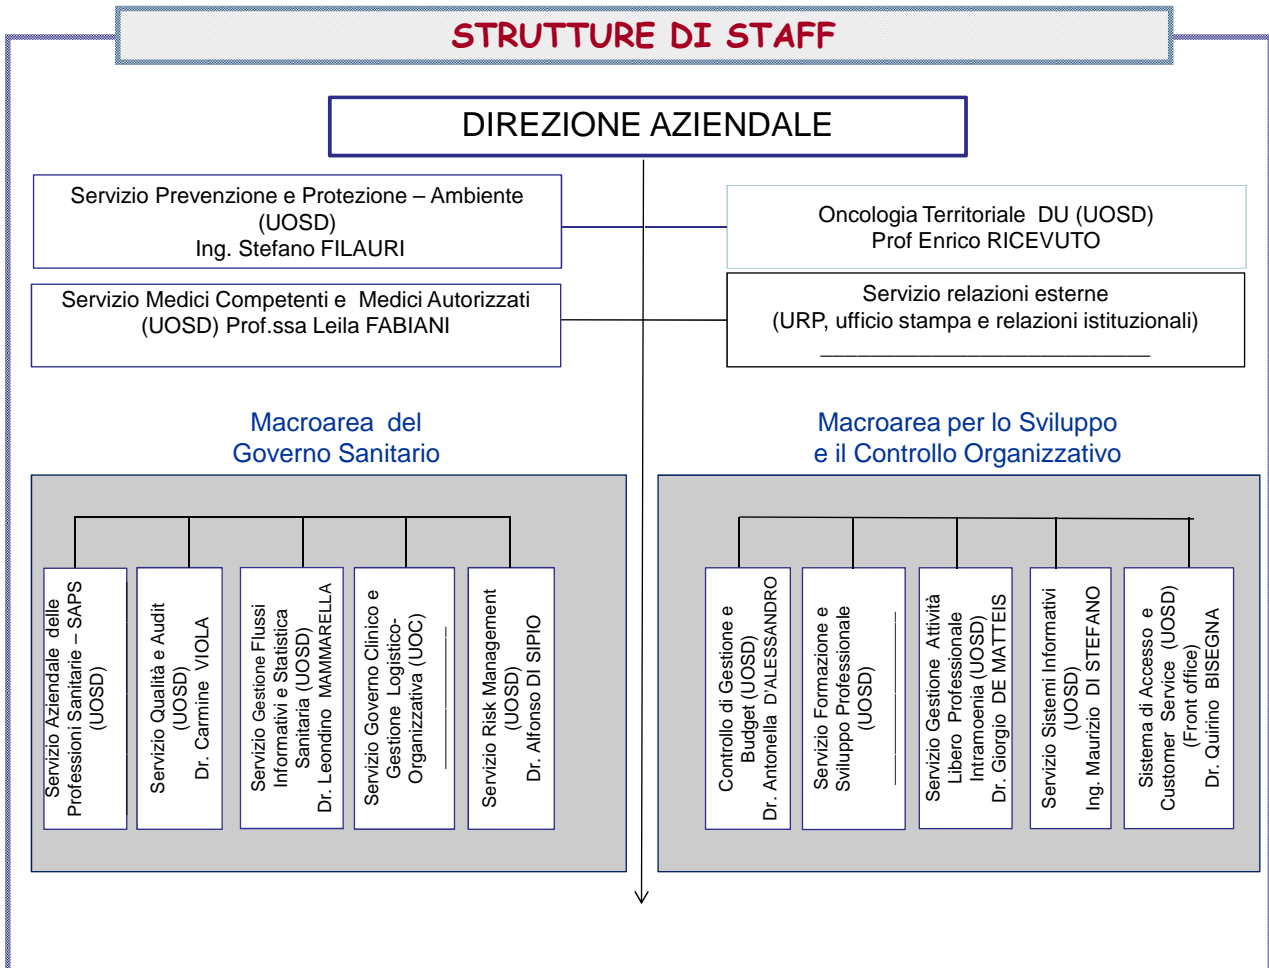 STRUTTURE DI STAFF
DIREZIONE AZIENDALE
Servizio Prevenzione e Protezione – Ambiente
(UOSD)
Ing. Stefano FILAURI
Oncologia Territoriale DU (UOSD)
Prof Enrico RICEVUTO
Servizio Medici Competenti e Medici Autorizzati
(UOSD) Prof.ssa Leila FABIANI
Servizio relazioni esterne
(URP, ufficio stampa e relazioni istituzionali)
Macroarea del
Governo Sanitario
Macroarea per lo Sviluppo
e il Controllo Organizzativo
Servizio Aziendale delle
Professioni Sanitarie – SAPS
(UOSD)
Servizio Qualità e Audit
(UOSD)
Dr. Carmine VIOLA
Servizio Gestione Flussi
Informativi e Statistica
Sanitaria (UOSD)
Dr. Leondino MAMMARELLA
Servizio Governo Clinico e
Gestione Logistico-
Organizzativa (UOC)
Servizio Risk Management
(UOSD)
Dr. Alfonso DI SIPIO
Controllo di Gestione e
Budget (UOSD)
Dr. Antonella D'ALESSANDRO
Servizio Formazione e
Sviluppo Professionale
(UOSD)
Servizio Gestione Attività
Libero Professionale
Intramoenia (UOSD)
Dr. Giorgio DE MATTEIS
Servizio Sistemi Informativi
(UOSD)
Ing. Maurizio DI STEFANO
Sistema di Accesso e
Customer Service (UOSD)
(Front office)
Dr. Quirino BISEGNA